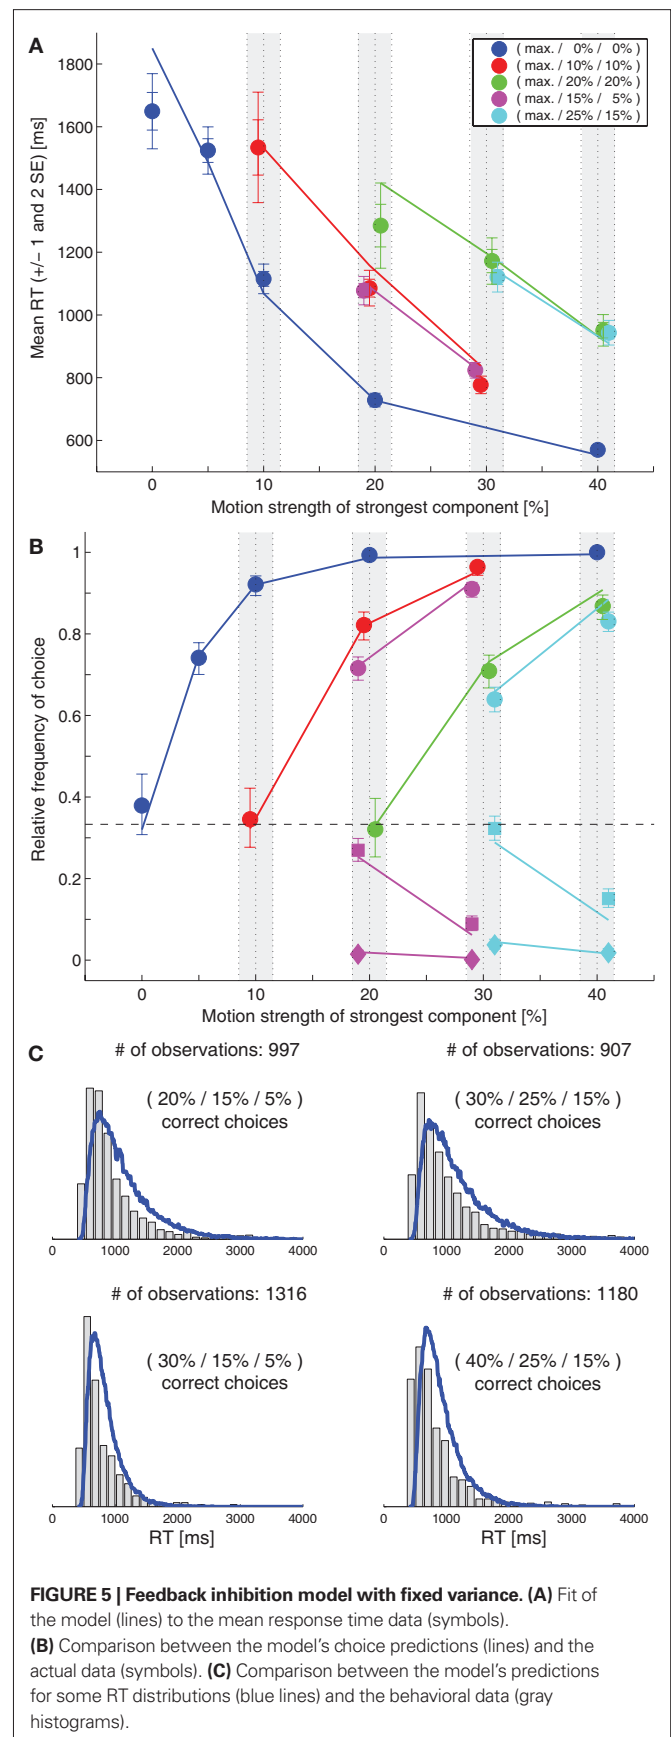 A
( max. / 0% / 0% )
( max. / 10% / 10% )
( max. / 20% / 20% )
( max. / 15% / 5% )
( max. / 25% / 15% )
Mean RT (+/− 1 and 2 SE) [ms]
1800
1600
1400
1200
1000
800
600
0 10 20 30 40
Motion strength of strongest component [%]
B
Relative frequency of choice
1
0.8
0.6
0.4
0.2
0
0 10 20 30 40
Motion strength of strongest component [%]
C
# of observations: 997
( 20% / 15% / 5% )
correct choices
0 1000 2000 3000 4000
# of observations: 907
( 30% / 25% / 15% )
correct choices
0 1000 2000 3000 4000
# of observations: 1316
( 30% / 15% / 5% )
correct choices
0 1000 2000 3000 4000
RT [ms]
# of observations: 1180
( 40% / 25% / 15% )
correct choices
0 1000 2000 3000 4000
RT [ms]
FIGURE 5 | Feedback inhibition model with fixed variance. (A) Fit of
the model (lines) to the mean response time data (symbols).
(B) Comparison between the model's choice predictions (lines) and the
actual data (symbols). (C) Comparison between the model's predictions
for some RT distributions (blue lines) and the behavioral data (gray
histograms).